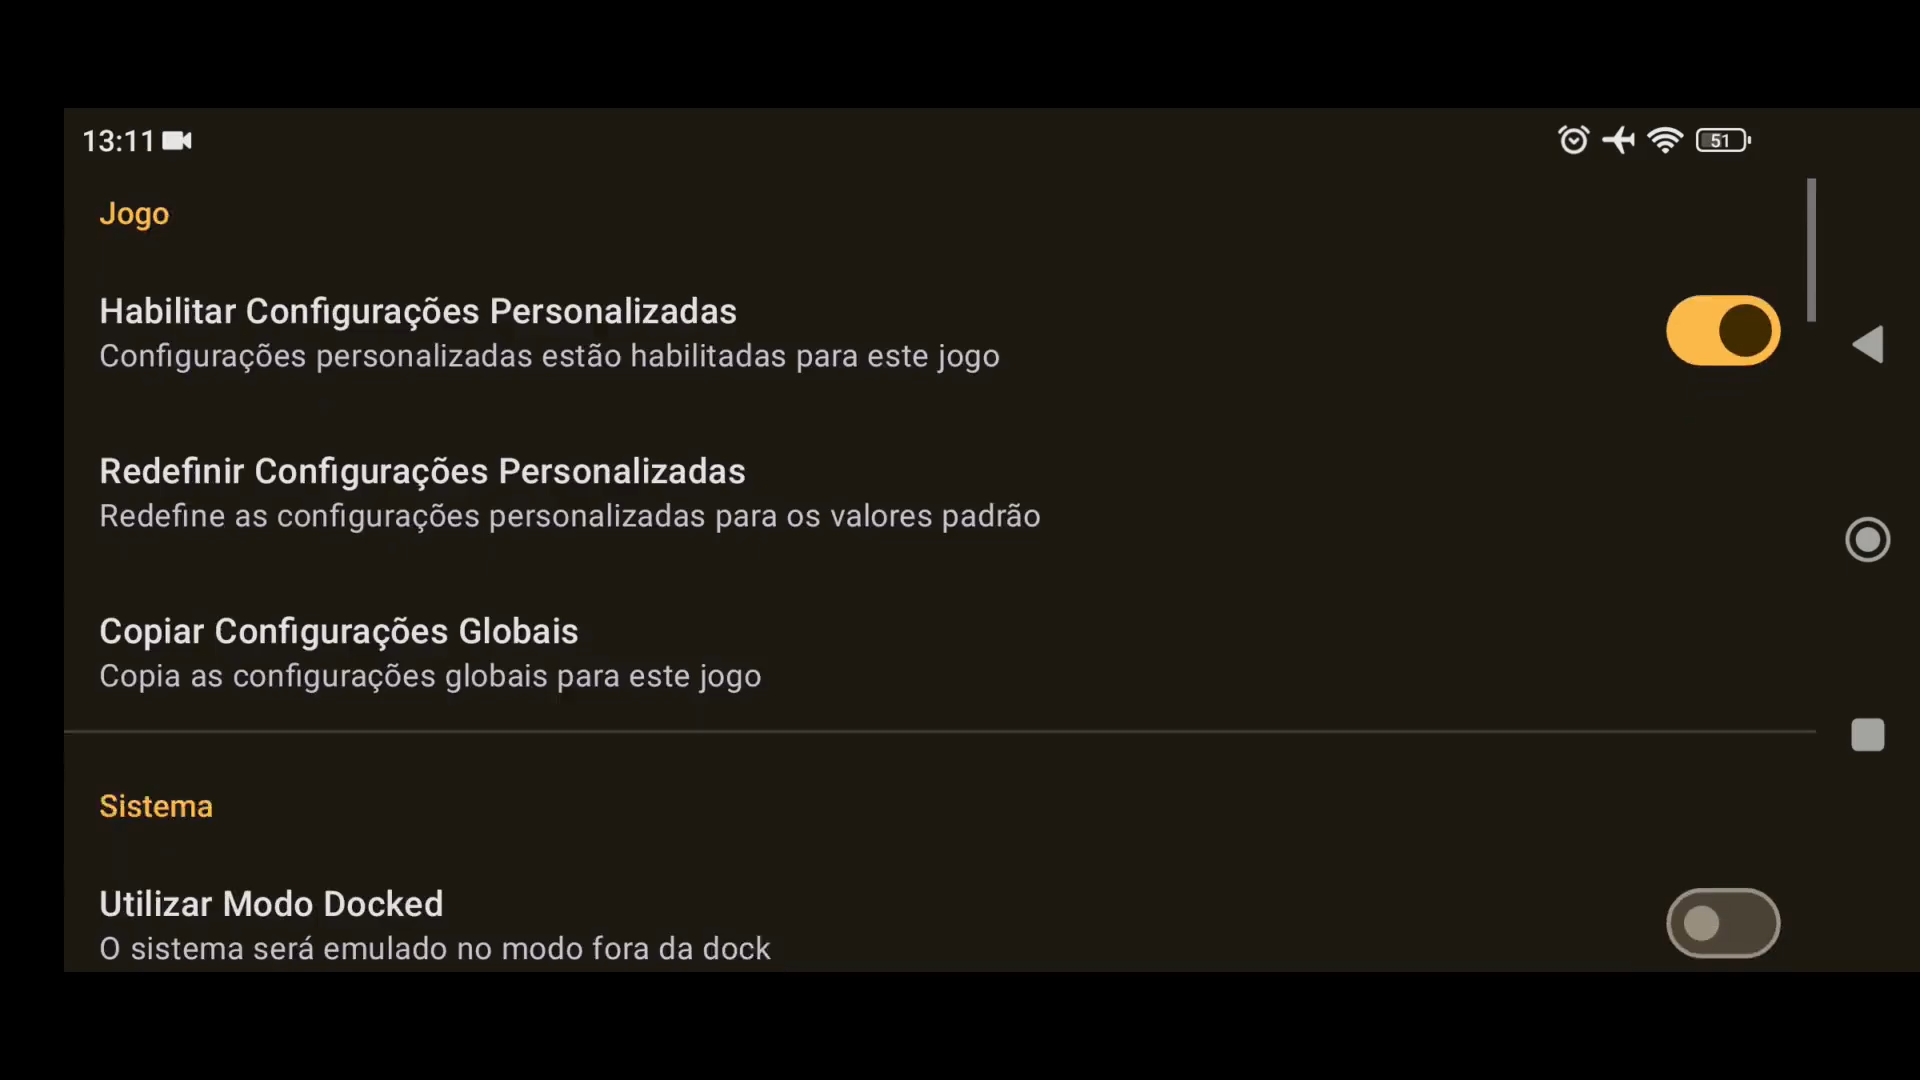 13:11
51
Jogo
Habilitar Configurações Personalizadas
Configurações personalizadas estão habilitadas para este jogo
Redefinir Configurações Personalizadas
Redefine as configurações personalizadas para os valores padrão
Copiar Configurações Globais
Copia as configurações globais para este jogo
Sistema
Utilizar Modo Docked
O sistema será emulado no modo fora da dock